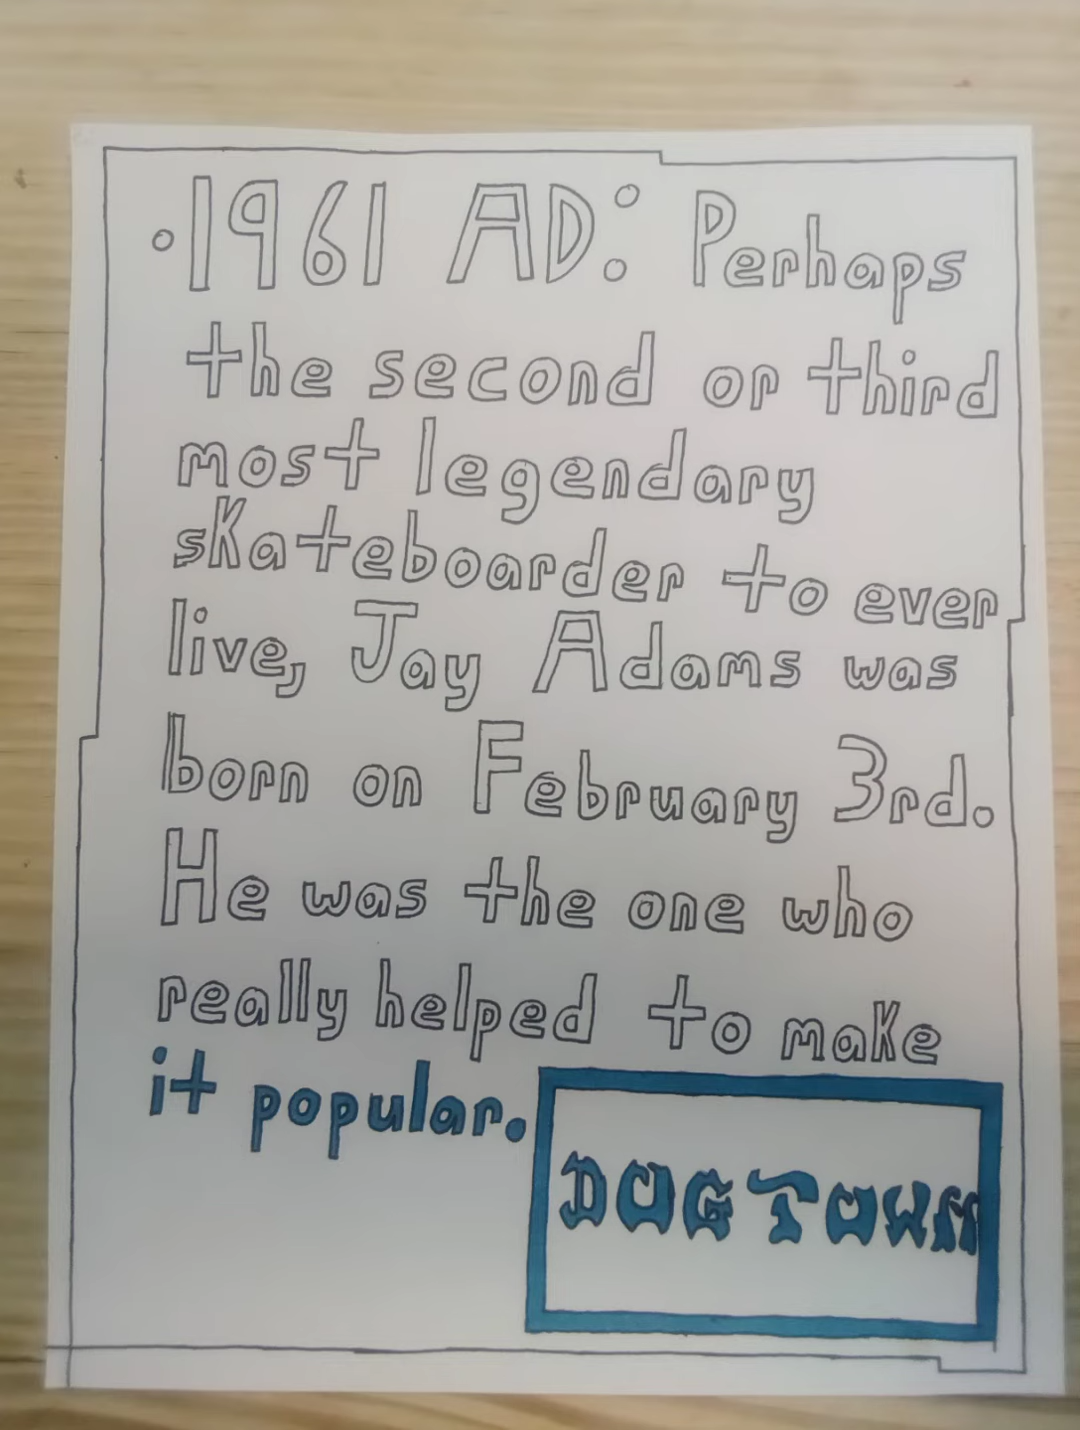 ·1961 AD: Perhaps
the second or third
most legendary
skateboarder to ever
live, Jay Adams was
born on February 3rd.
He was the one who
really helped to make
it popular.
DOGTOWN